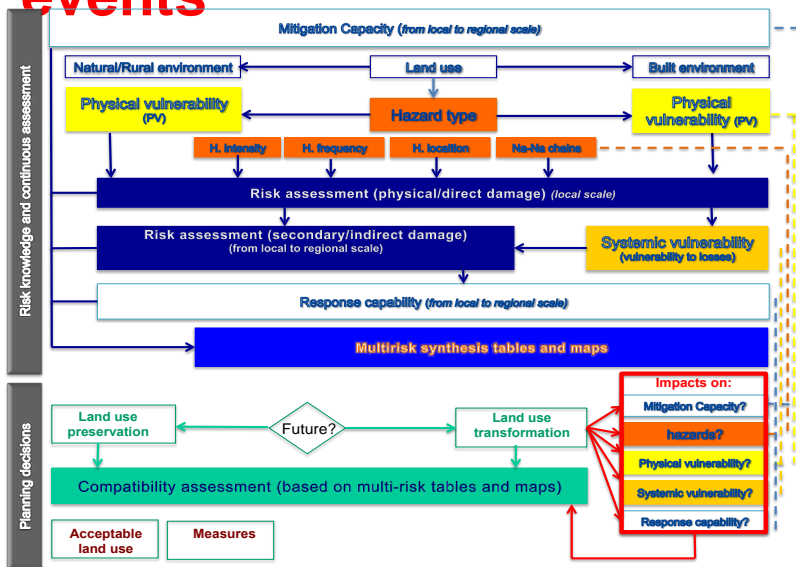 events
Mitigation Capacity (from local to regional scale)
Natural/Rural environment
Land use
Built environment
Physical vulnerability
(PV)
Hazard type
Physical
vulnerability (PV)
H. intensity
H. frequency
H. localtion
Na-Na chains
Risk assessment (physical/direct damage) (local scale)
Risk assessment (secondary/indirect damage)
(from local to regional scale)
Systemic vulnerability
(vulnerability to losses)
Response capability (from local to regional scale)
Multirisk synthesis tables and maps
Risk knowledge and continuous assessment
Planning decisions
Land use
preservation
Future?
Land use
transformation
Impacts on:
Mitigation Capacity?
hazards?
Physical vulnerability?
Systemic vulnerability?
Response capability?
Compatibility assessment (based on multi-risk tables and maps)
Acceptable
land use
Measures